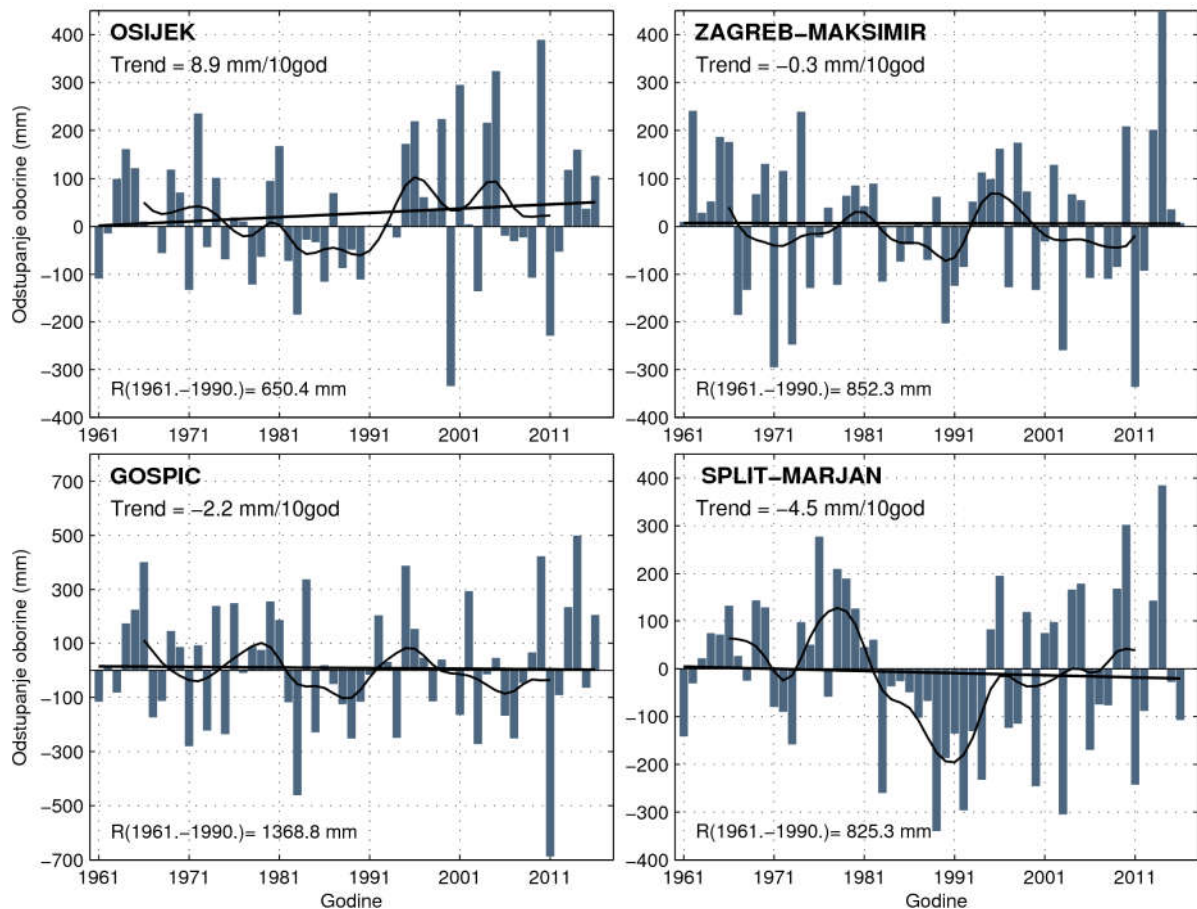 OSIJEK
Trend = 8.9 mm/10god
R(1961.−1990.)= 650.4 mm
Odstupanje oborine (mm)
400
300
200
100
0
−100
−200
−300
−400
1961 1971 1981 1991 2001 2011
ZAGREB−MAKSIMIR
Trend = −0.3 mm/10god
R(1961.−1990.)= 852.3 mm
400
300
200
100
0
−100
−200
−300
−400
1961 1971 1981 1991 2001 2011
GOSPIC
Trend = −2.2 mm/10god
R(1961.−1990.)= 1368.8 mm
Odstupanje oborine (mm)
700
500
300
100
−100
−300
−500
−700
1961 1971 1981 1991 2001 2011
Godine
SPLIT−MARJAN
Trend = −4.5 mm/10god
R(1961.−1990.)= 825.3 mm
400
300
200
100
0
−100
−200
−300
−400
1961 1971 1981 1991 2001 2011
Godine